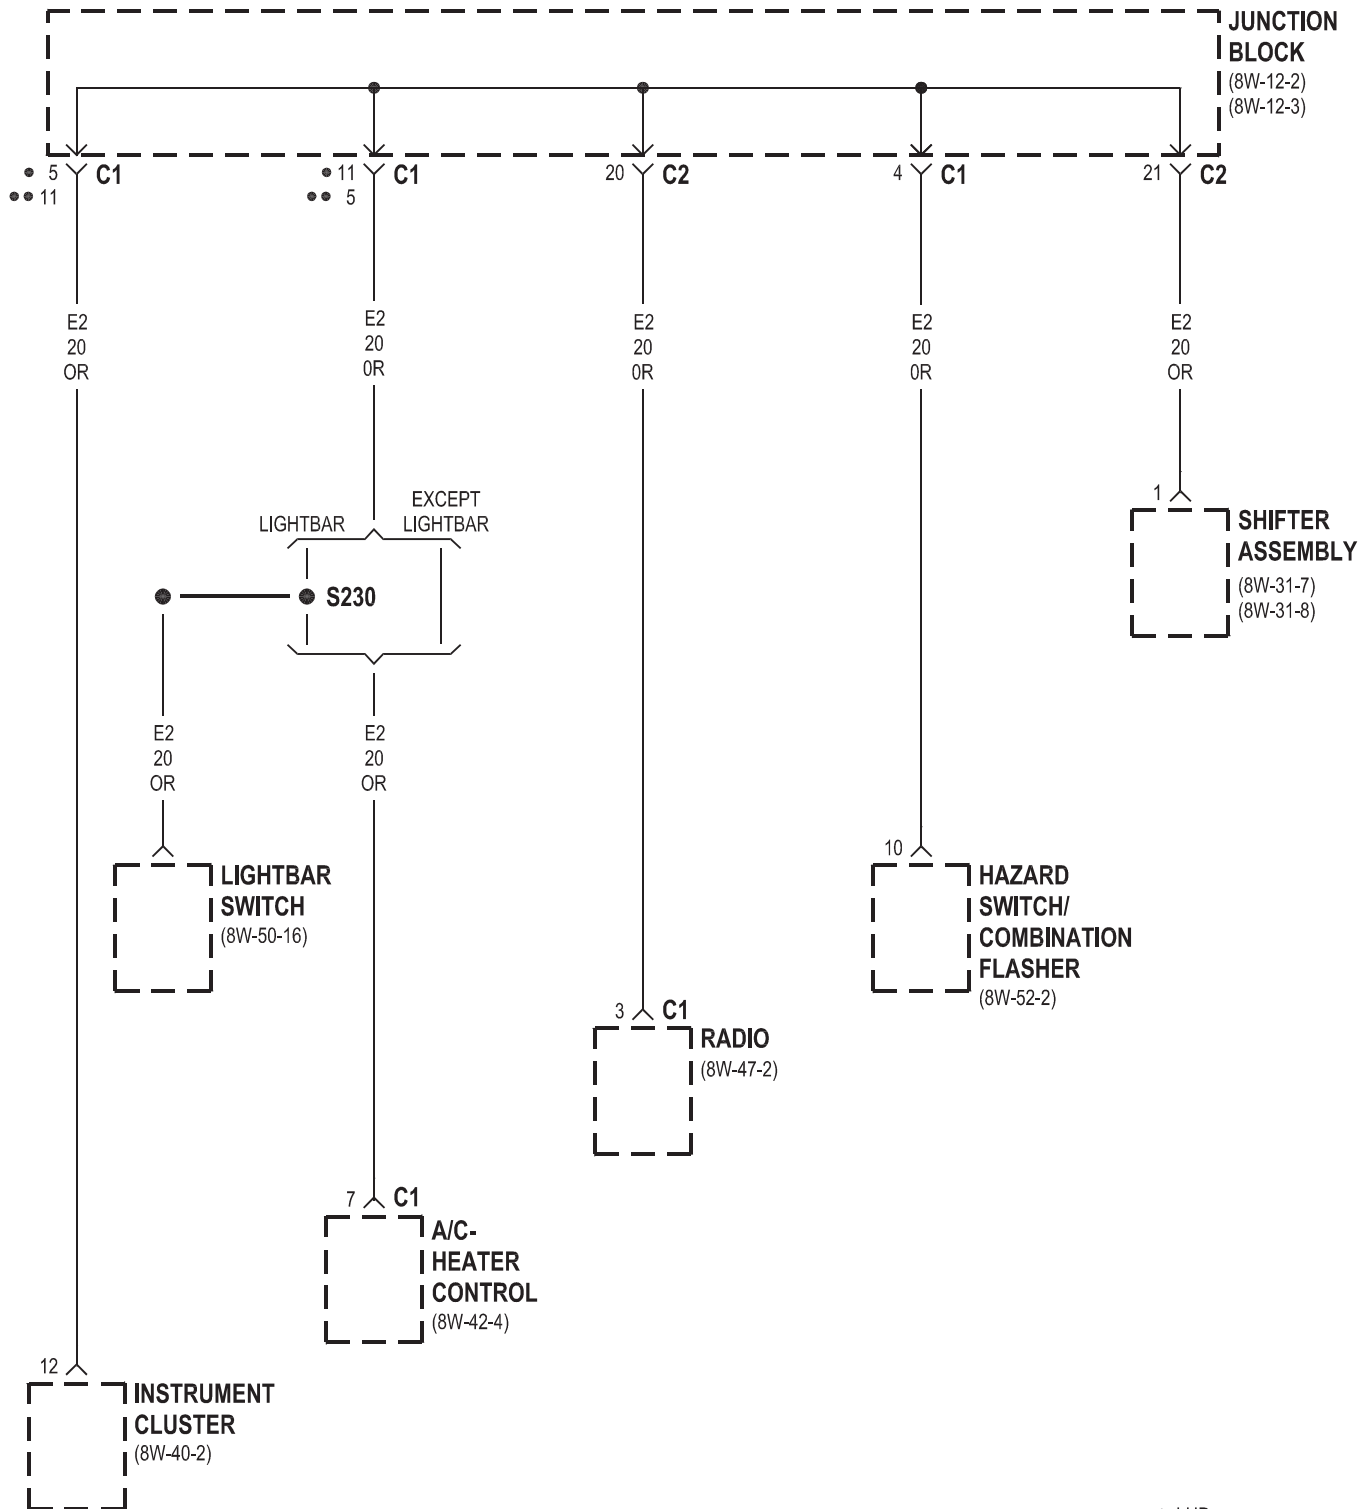 JUNCTION
BLOCK
(8W-12-2)
(8W-12-3)
• 5 C1
•• 11
• 11 C1
•• 5
20 C2
4 C1
21 C2
E2
20
OR
E2
20
0R
E2
20
0R
E2
20
0R
E2
20
OR
LIGHTBAR
EXCEPT
LIGHTBAR
S230
1
SHIFTER
ASSEMBLY
(8W-31-7)
(8W-31-8)
E2
20
OR
E2
20
OR
LIGHTBAR
SWITCH
(8W-50-16)
10
HAZARD
SWITCH/
COMBINATION
FLASHER
(8W-52-2)
3 C1
RADIO
(8W-47-2)
7 C1
A/C-
HEATER
CONTROL
(8W-42-4)
12
INSTRUMENT
CLUSTER
(8W-40-2)